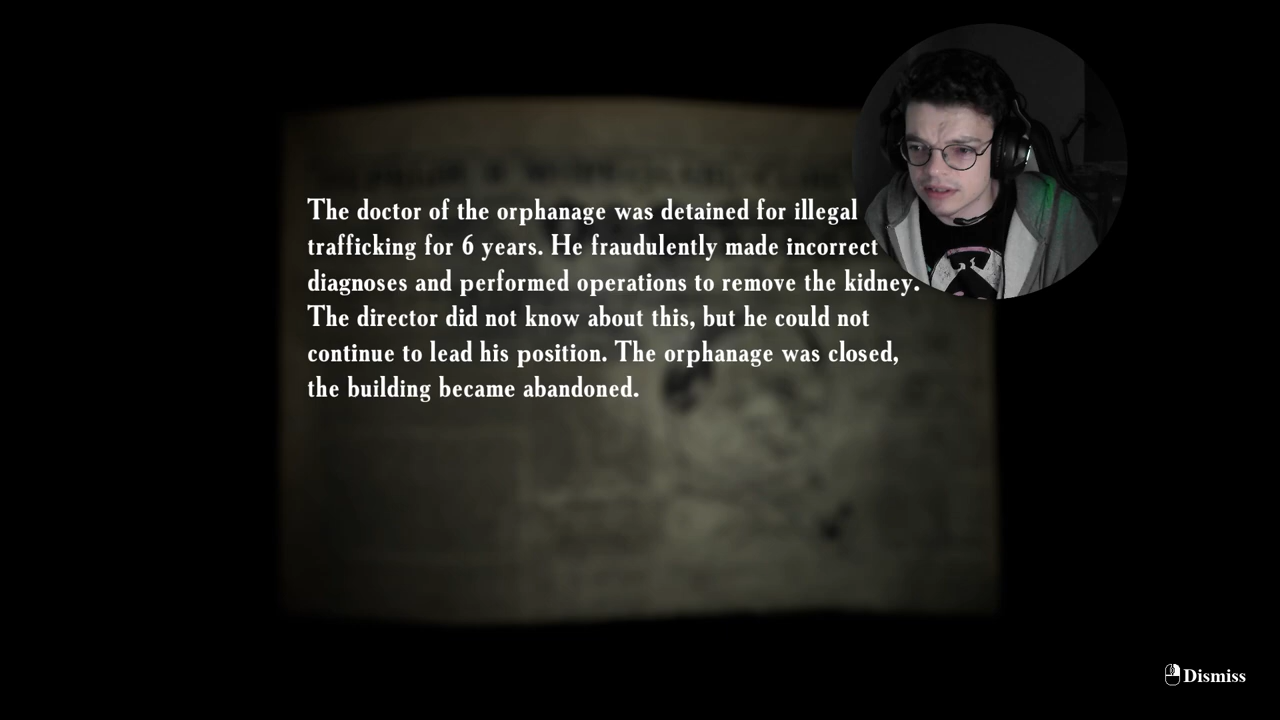 The doctor of the orphanage was detained for illegal
trafficking for 6 years. He fraudulently made incorrect
diagnoses and performed operations to remove the kidney.
The director did not know about this, but he could not
continue to lead his position. The orphanage was closed,
the building became abandoned.
Dismiss